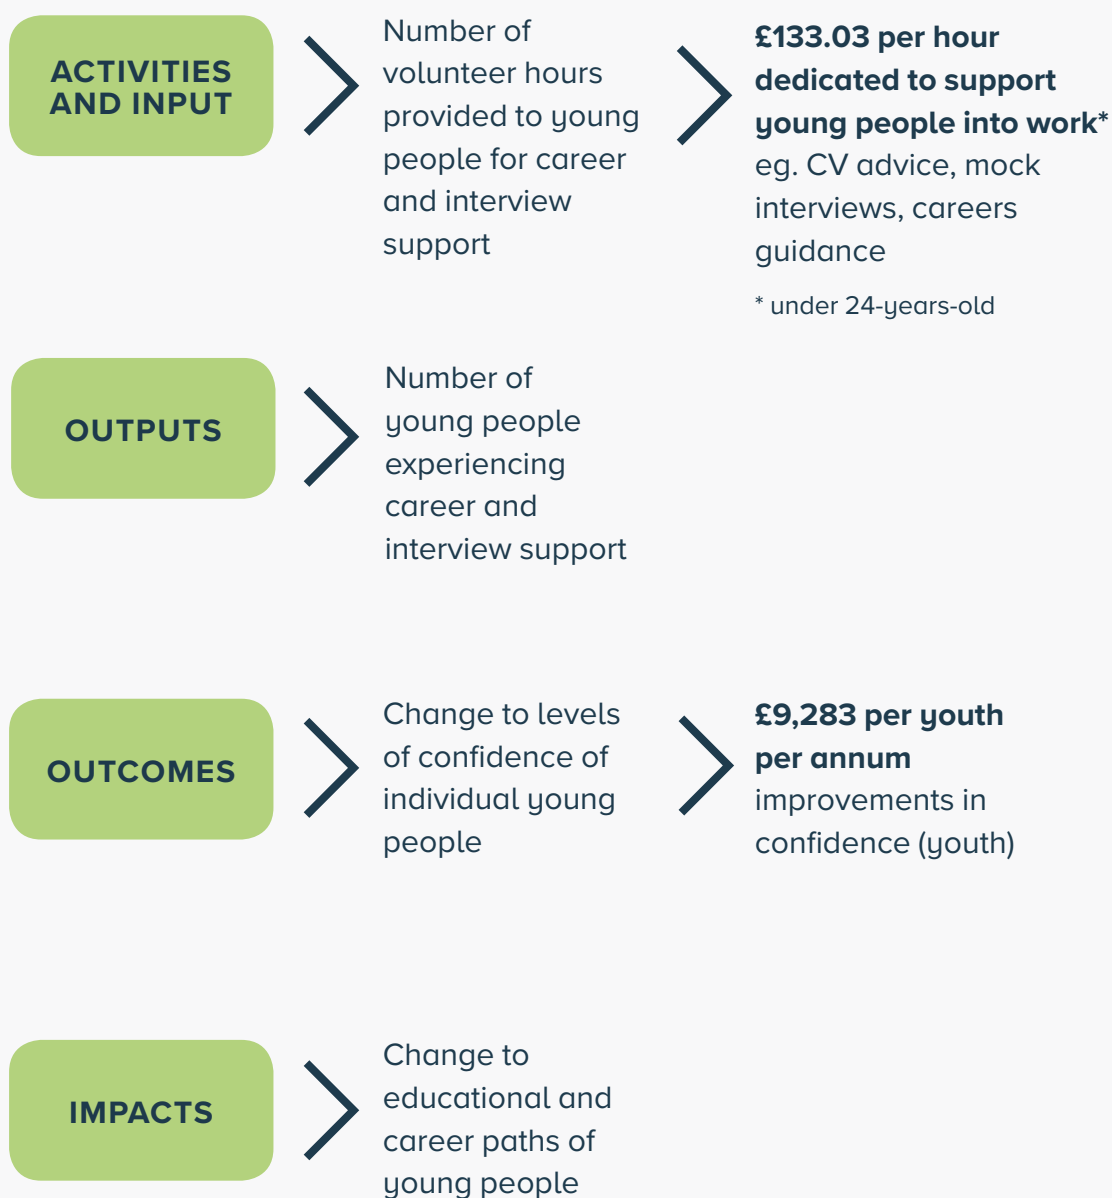 ACTIVITIES
AND INPUT
Number of
volunteer hours
provided to young
people for career
and interview
support
£133.03 per hour
dedicated to support
young people into work*
eg. CV advice, mock
interviews, careers
guidance
* under 24-years-old
OUTPUTS
Number of
young people
experiencing
career and
interview support
OUTCOMES
Change to levels
of confidence of
individual young
people
£9,283 per youth
per annum
improvements in
confidence (youth)
IMPACTS
Change to
educational and
career paths of
young people